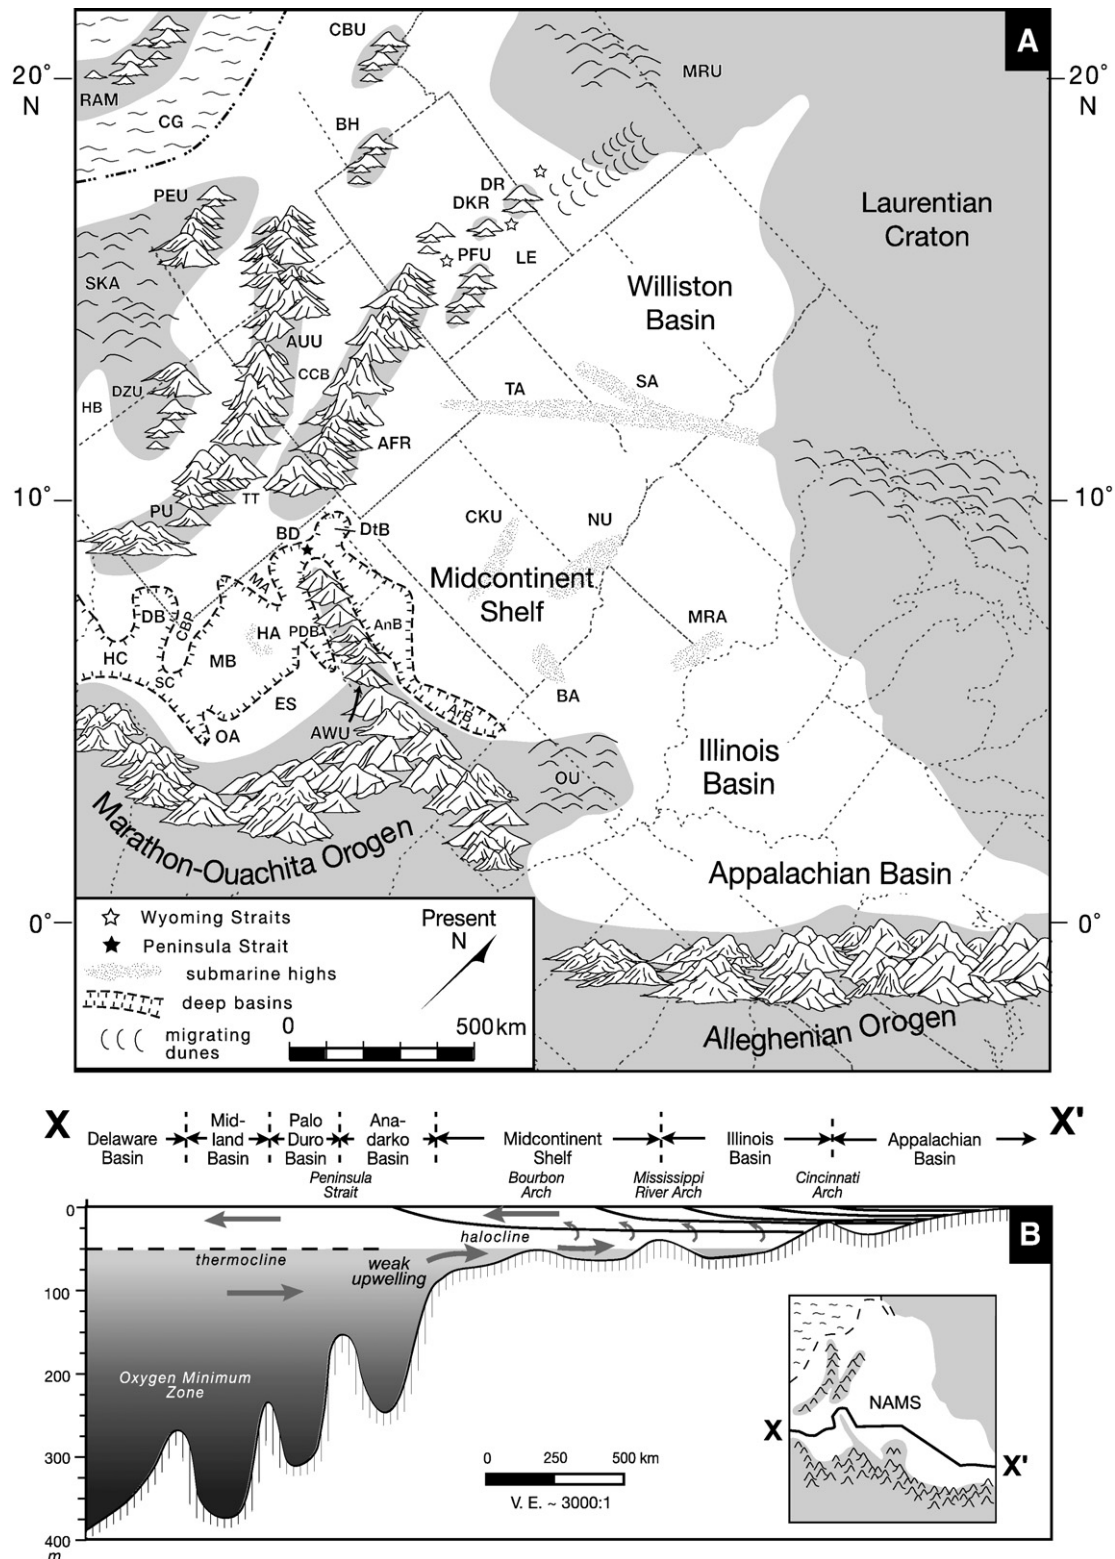 A
20°
N
20°
N
CBU
MRU
RAM
CG
BH
PEU
DR
DKR
Laurentian
Craton
PFU
LE
SKA
Williston
Basin
AUU
CCB
TA
SA
DZU
HB
AFR
10°
10°
TT
PU
BD
DtB
CKU
NU
Midcontinent
Shelf
MA
DB
CBP
HA
PDB
AnB
MRA
HC
MB
SC
ES
BA
ArB
OA
AWU
OU
Illinois
Basin
Marathon-Ouachita Orogen
Appalachian Basin
0°
0°
Wyoming Straits
Peninsula Strait
submarine highs
deep basins
migrating
dunes
Present
N
0
500km
Alleghenian Orogen
X
X'
Delaware
Basin
Mid-
land
Basin
Palo
Duro
Basin
Ana-
darko
Basin
Midcontinent
Shelf
Illinois
Basin
Appalachian
Basin
Peninsula
Strait
Bourbon
Arch
Mississippi
River Arch
Cincinnati
Arch
B
0
100
200
300
400
m
halocline
thermocline
weak
upwelling
Oxygen Minimum
Zone
0 250 500 km
V. E. ~ 3000:1
NAMS
X
X'